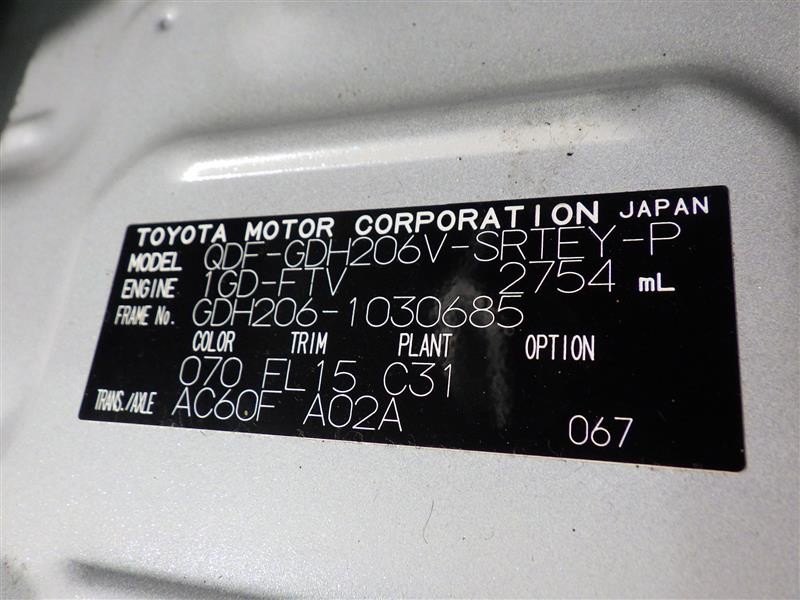 TOYOTA MOTOR CORPORATION JAPAN
MODEL QDF-GDH206V-SRTEY-P
ENGINE 1GD-FTV 2754 mL
FRAME No. GDH206-1030685
COLOR TRIM PLANT OPTION
070 FL15 C31
TRANS./AXLE AC60F A02A 067